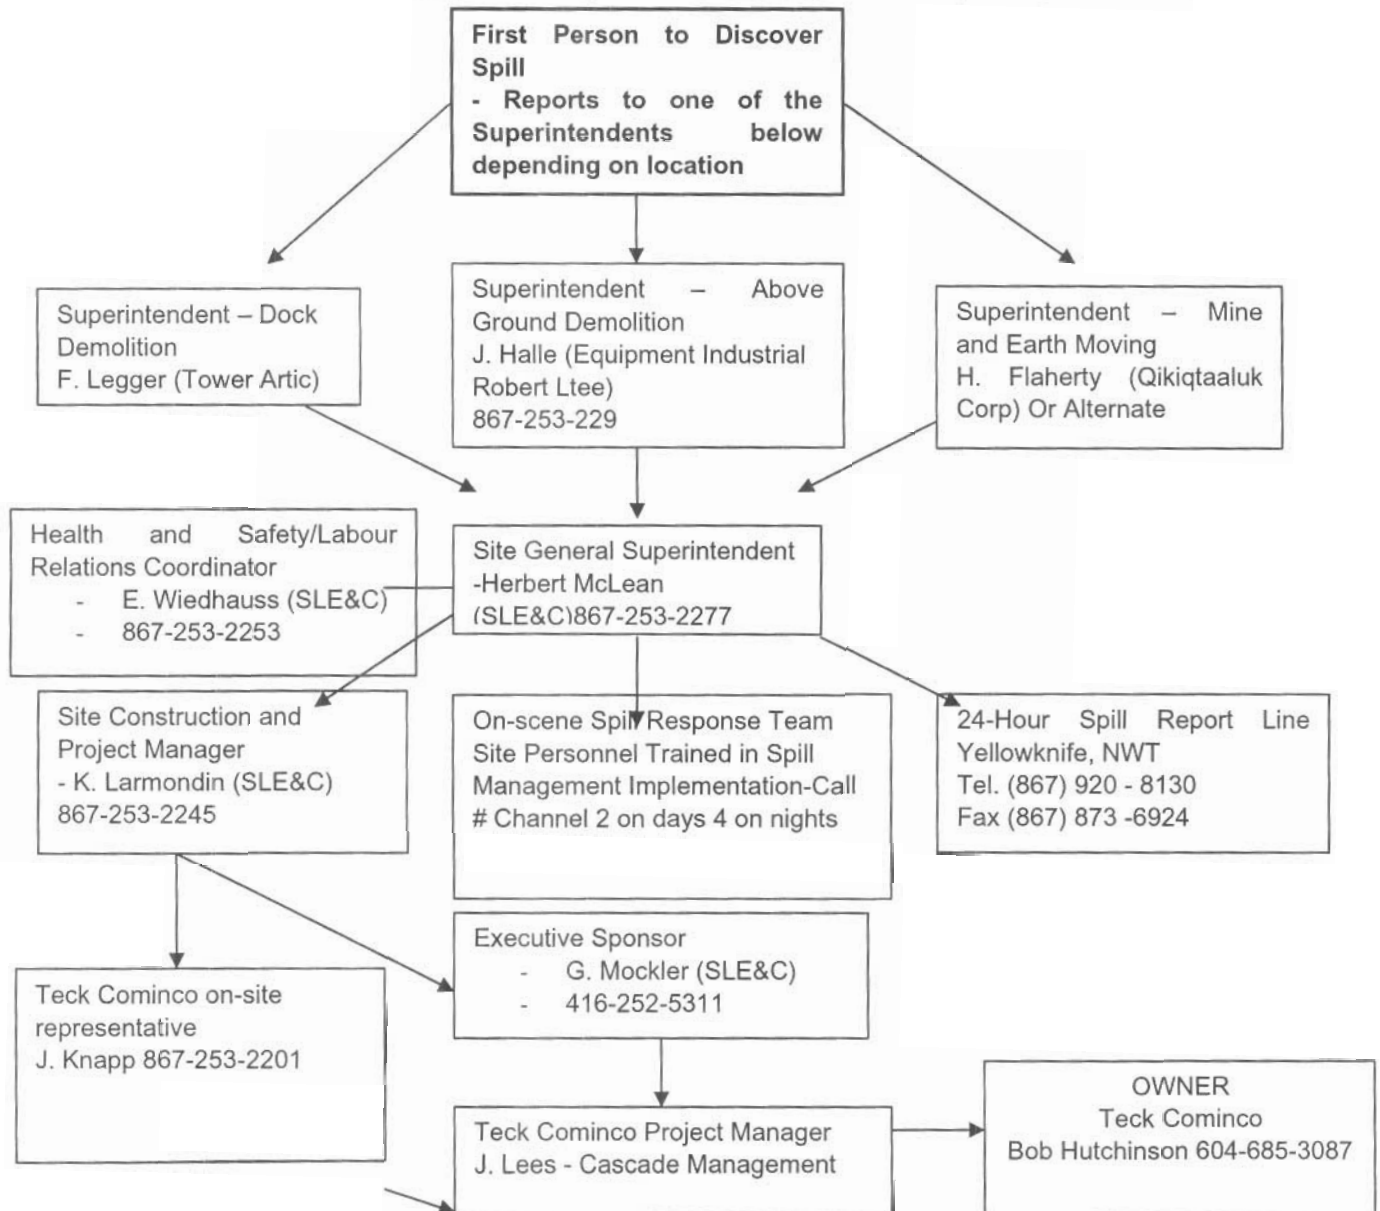 First Person to Discover
Spill
- Reports to one of the
Superintendents below
depending on location
Superintendent – Dock
Demolition
F. Legger (Tower Artic)
Superintendent – Above
Ground Demolition
J. Halle (Equipment Industrial
Robert Ltee)
867-253-229
Superintendent – Mine
and Earth Moving
H. Flaherty (Qikiqtaaluk
Corp) Or Alternate
Health and Safety/Labour
Relations Coordinator
- E. Wiedhauss (SLE&C)
- 867-253-2253
Site General Superintendent
-Herbert McLean
(SLE&C)867-253-2277
Site Construction and
Project Manager
- K. Larmondin (SLE&C)
867-253-2245
On-scene Spill Response Team
Site Personnel Trained in Spill
Management Implementation-Call
# Channel 2 on days 4 on nights
24-Hour Spill Report Line
Yellowknife, NWT
Tel. (867) 920 - 8130
Fax (867) 873 -6924
Executive Sponsor
- G. Mockler (SLE&C)
- 416-252-5311
Teck Cominco on-site
representative
J. Knapp 867-253-2201
Teck Cominco Project Manager
J. Lees - Cascade Management
OWNER
Teck Cominco
Bob Hutchinson 604-685-3087